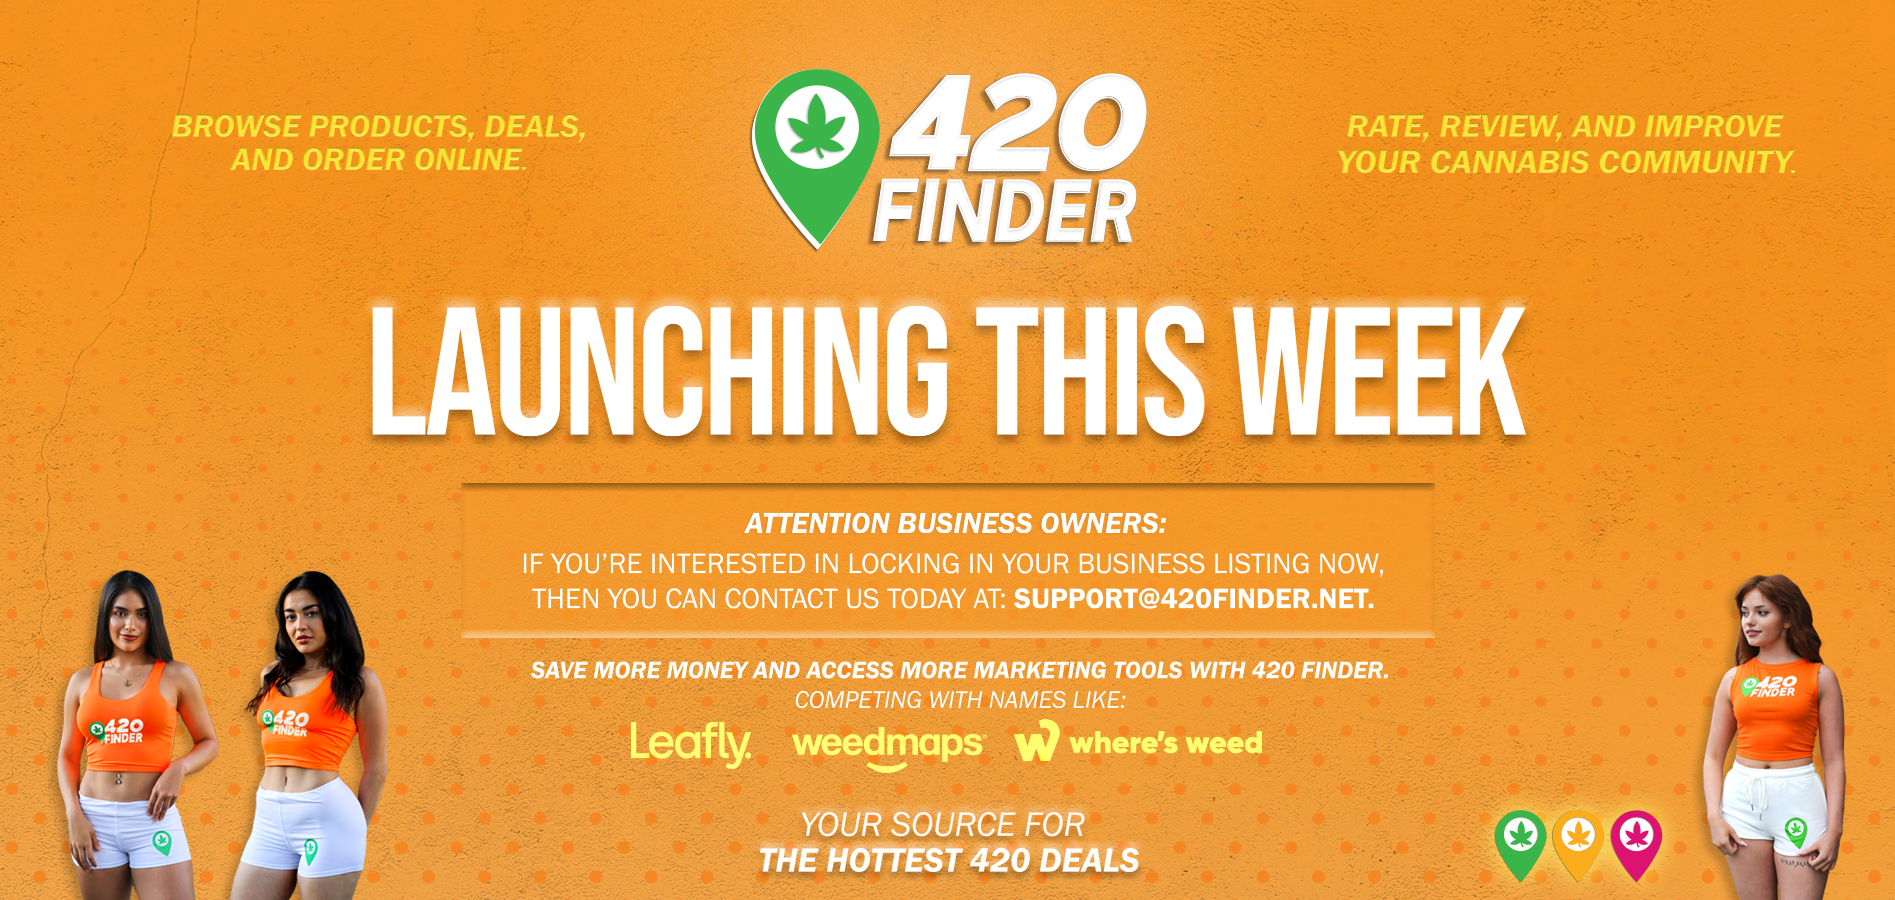 BROWSE PRODUCTS, DEALS,
AND ORDER ONLINE.
420
FINDER
RATE, REVIEW, AND IMPROVE
YOUR CANNABIS COMMUNITY.
LAUNCHING THIS WEEK
ATTENTION BUSINESS OWNERS:
IF YOU'RE INTERESTED IN LOCKING IN YOUR BUSINESS LISTING NOW,
THEN YOU CAN CONTACT US TODAY AT: SUPPORT@420FINDER.NET.
SAVE MORE MONEY AND ACCESS MORE MARKETING TOOLS WITH 420 FINDER.
COMPETING WITH NAMES LIKE:
Leafly. weedmaps where's weed
YOUR SOURCE FOR
THE HOTTEST 420 DEALS
420
FINDER
420
FINDER
420
FINDER